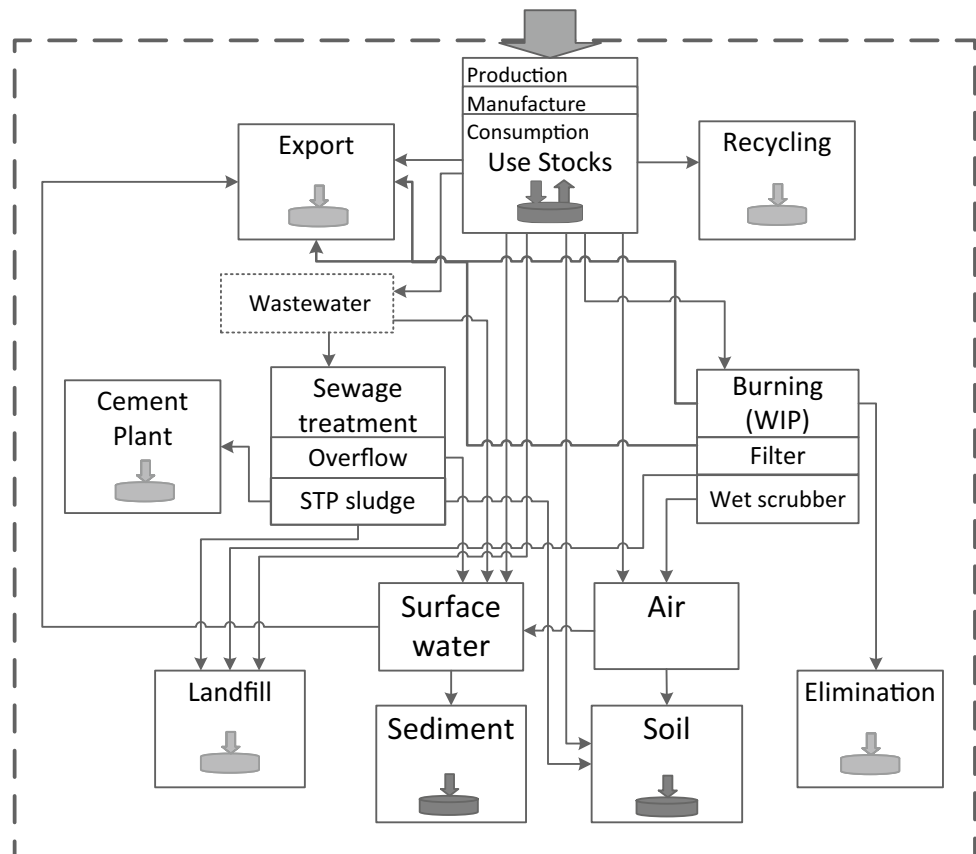 Production
Manufacture
Consumption
Use Stocks
Export
Recycling
Wastewater
Sewage
treatment
Overflow
STP sludge
Cement
Plant
Burning
(WIP)
Filter
Wet scrubber
Surface
water
Air
Landfill
Sediment
Soil
Elimination